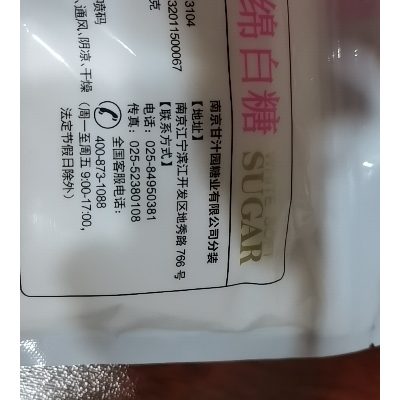 绵白糖
SUGAR
3104
32011500067
克
喷码
、通风、阴凉、干燥
南京甘汁园糖业有限公司分装
【地址】
南京江宁滨江开发区地秀路 766 号
【联系方式】
电话：025-84950381
传真：025-52380108
全国客服电话：
400-873-1088
(周一至周五 9:00-17:00,
法定节假日除外)